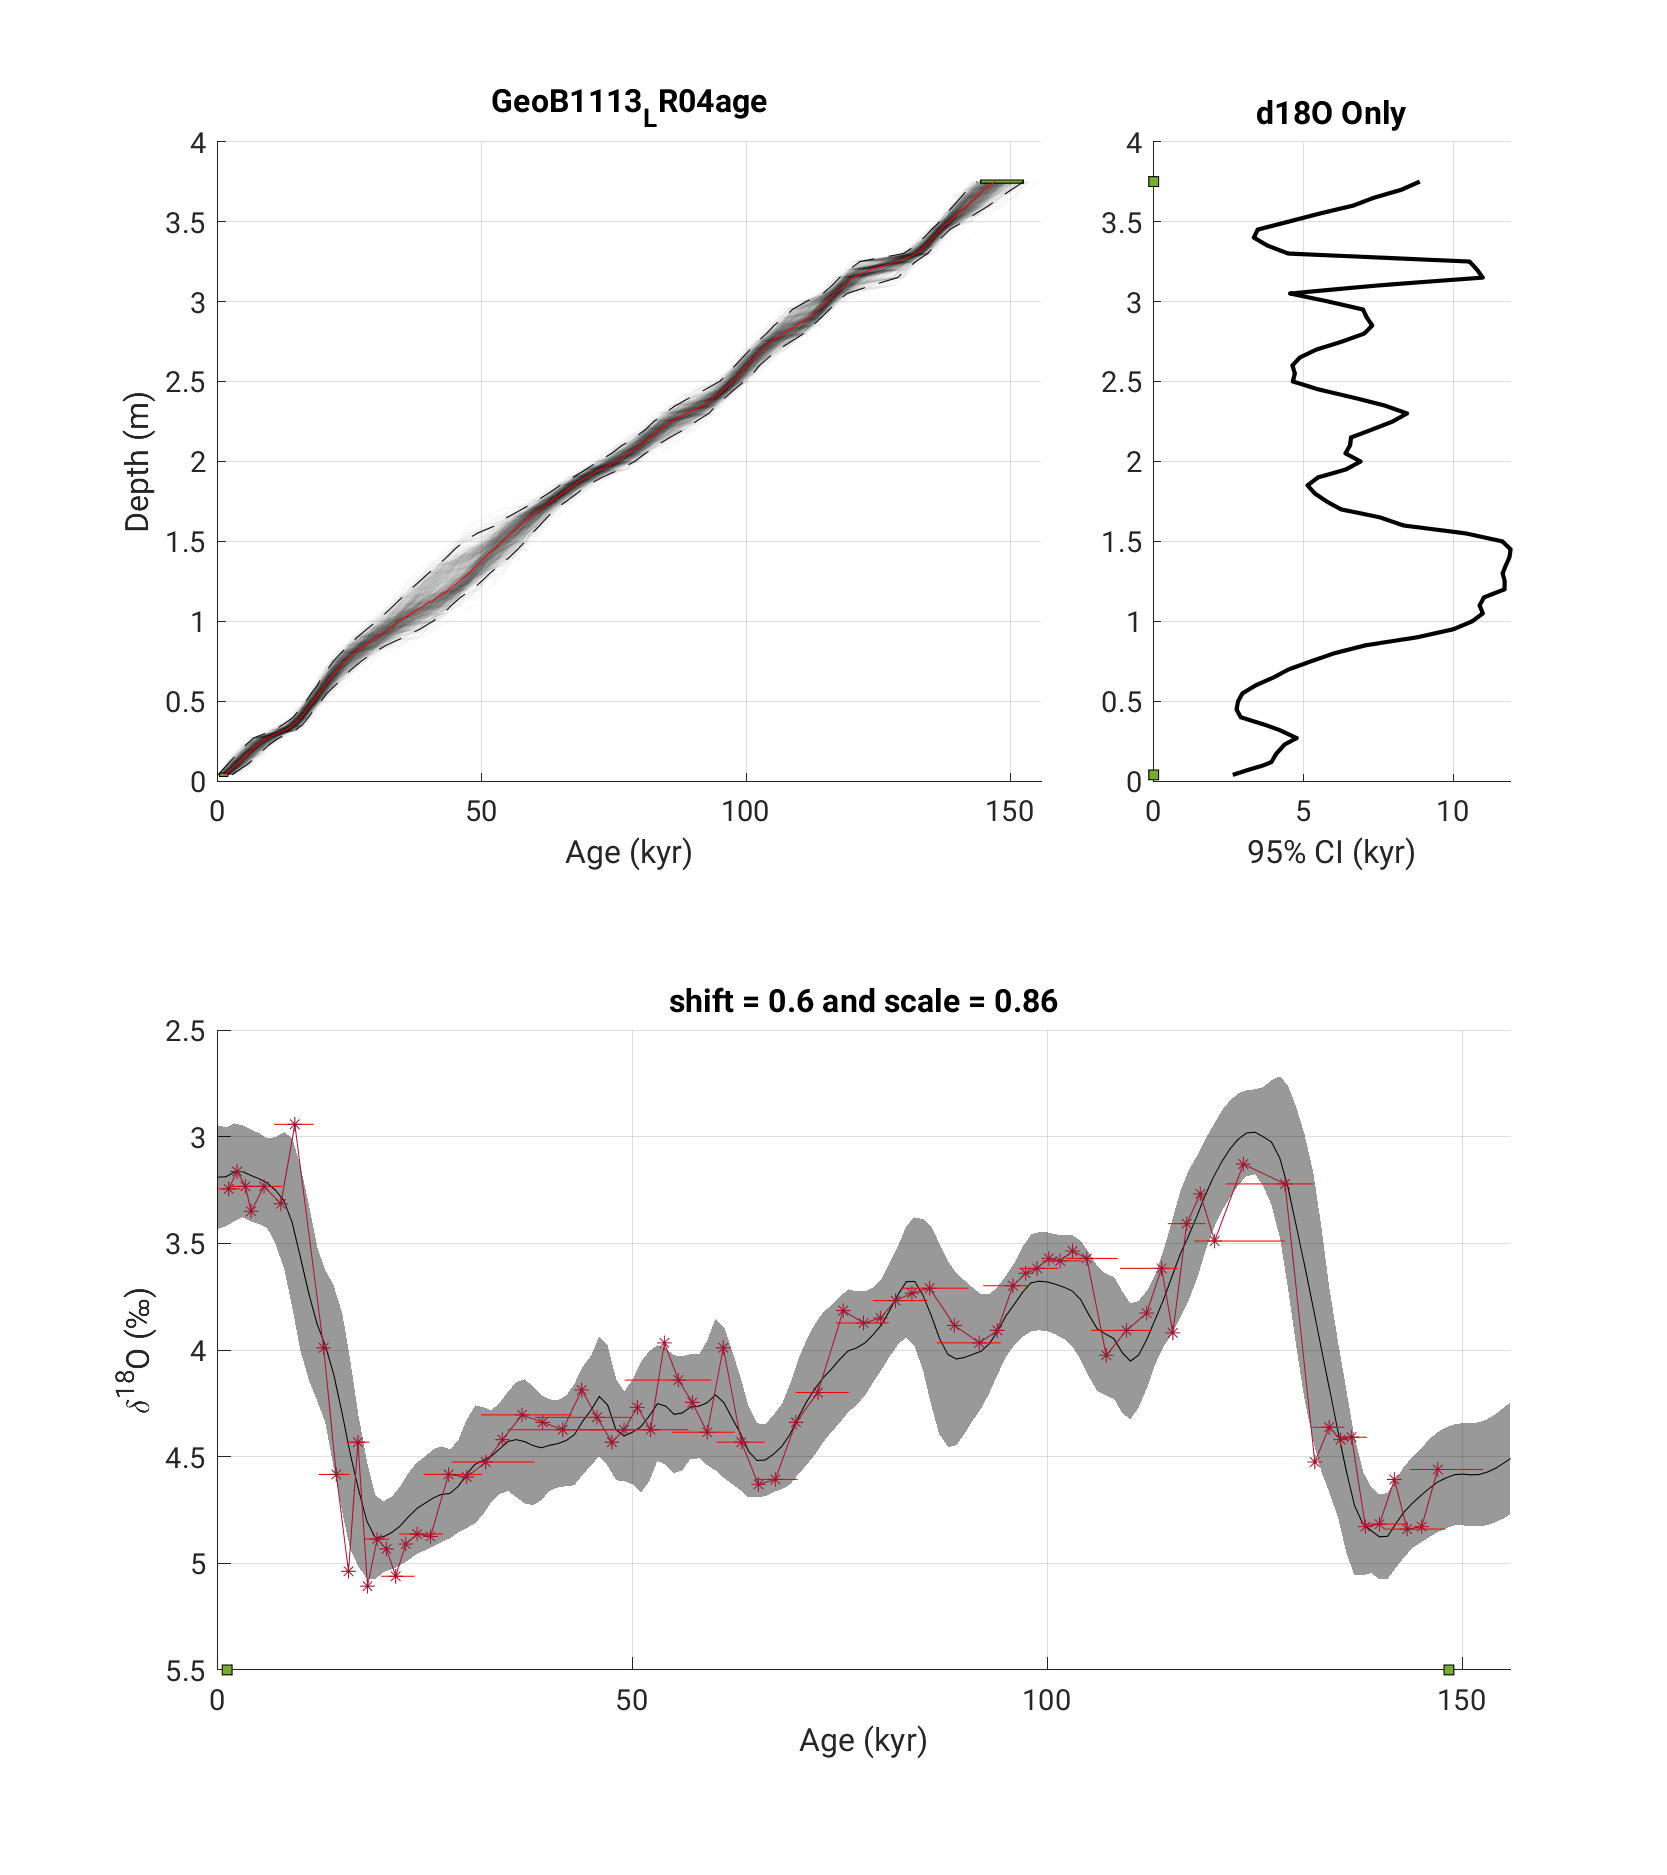 GeoB1113_L R04age
4
3.5
3
2.5
2
1.5
1
0.5
0
Depth (m)
0 50 100 150
Age (kyr)
d18O Only
4
3.5
3
2.5
2
1.5
1
0.5
0
0 5 10
95% CI (kyr)
shift = 0.6 and scale = 0.86
2.5
3
3.5
4
4.5
5
5.5
δ18O (‰)
0 50 100 150
Age (kyr)